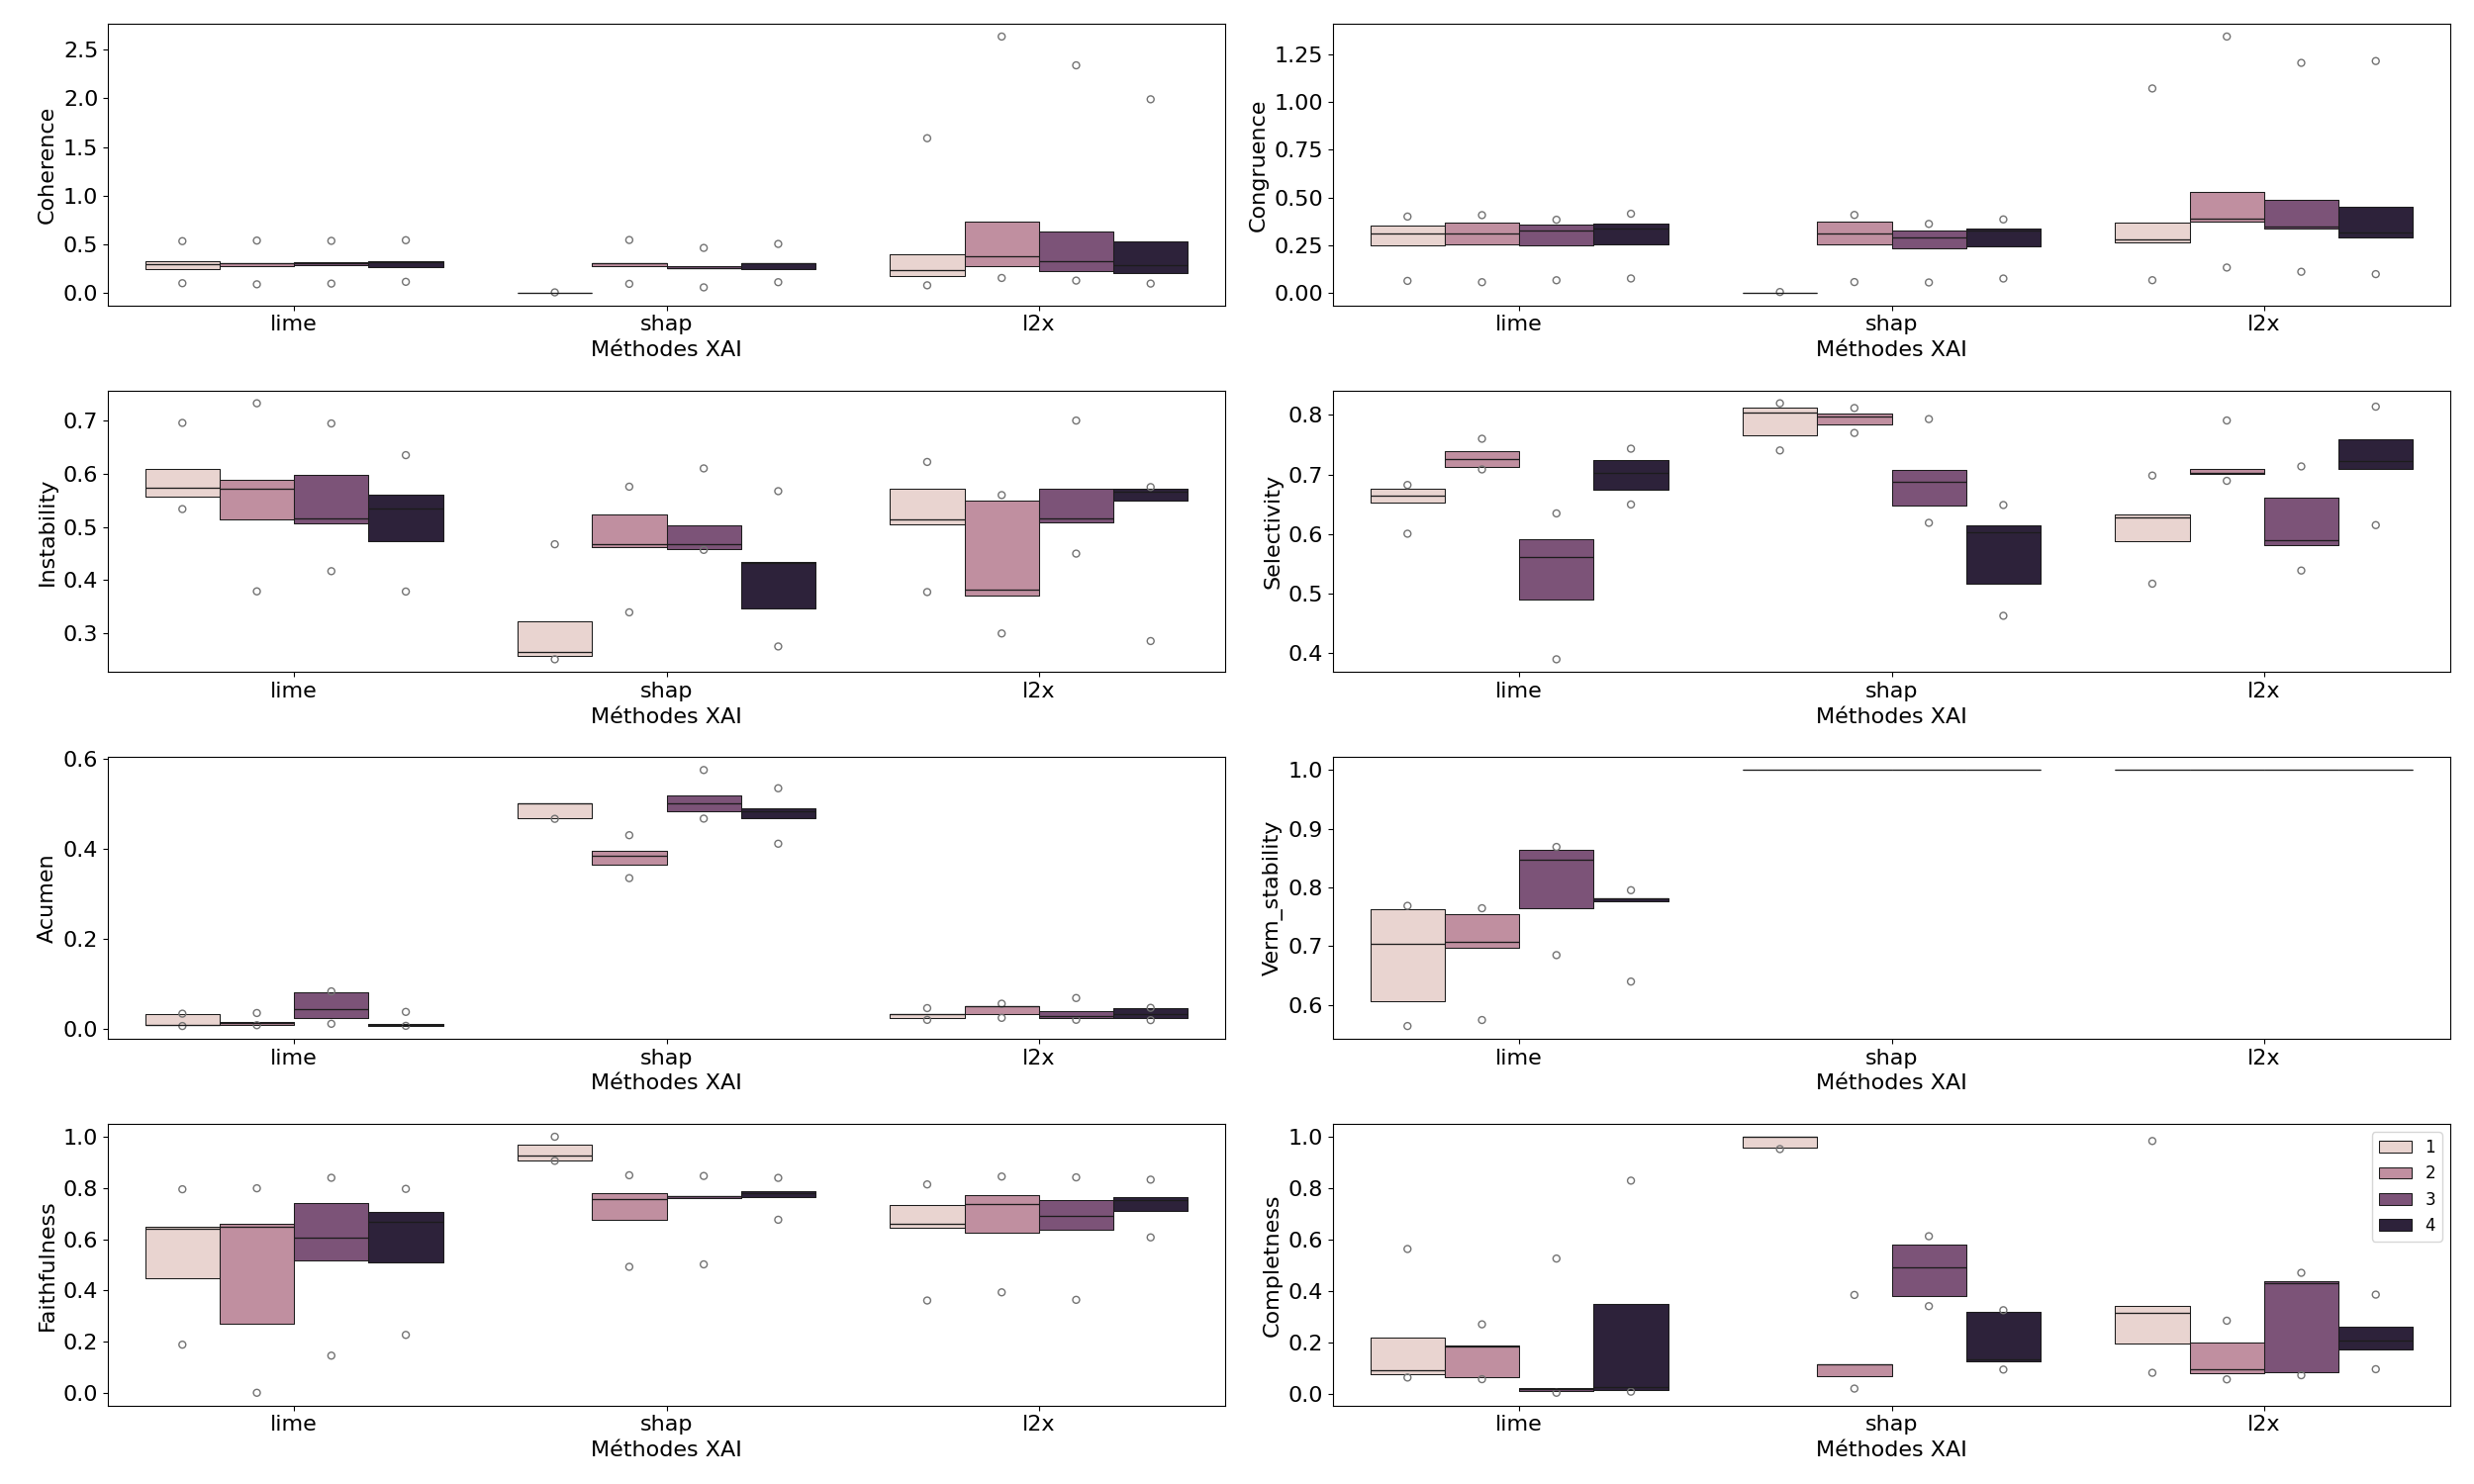 Coherence
2.5
2.0
1.5
1.0
0.5
0.0
lime shap l2x
Méthodes XAI
Congruence
1.25
1.00
0.75
0.50
0.25
0.00
lime shap l2x
Méthodes XAI
Instability
0.7
0.6
0.5
0.4
0.3
lime shap l2x
Méthodes XAI
Selectivity
0.8
0.7
0.6
0.5
0.4
lime shap l2x
Méthodes XAI
Acumen
0.6
0.4
0.2
0.0
lime shap l2x
Méthodes XAI
Verm_stability
1.0
0.9
0.8
0.7
0.6
lime shap l2x
Méthodes XAI
Faithfulness
1.0
0.8
0.6
0.4
0.2
0.0
lime shap l2x
Méthodes XAI
Completness
1.0
0.8
0.6
0.4
0.2
0.0
lime shap l2x
Méthodes XAI
1
2
3
4